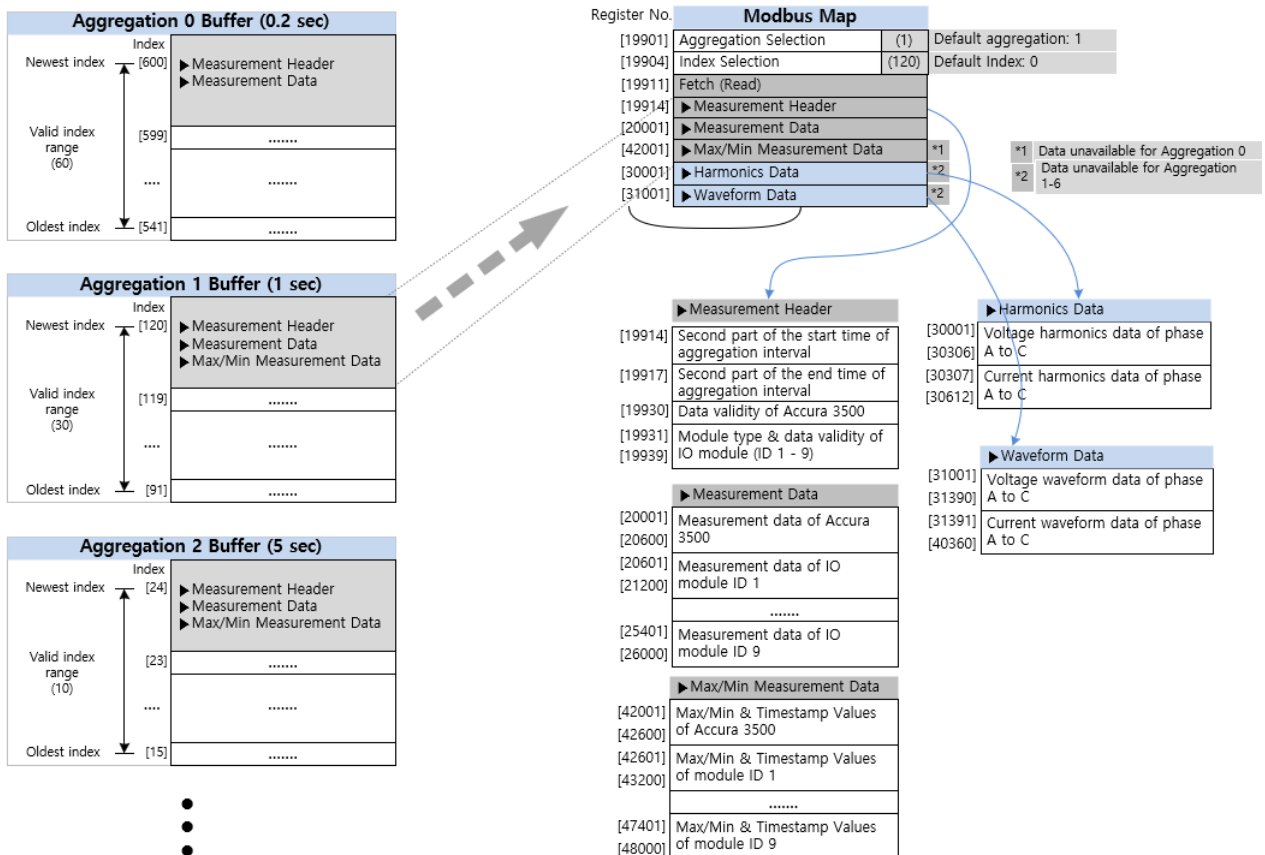 Aggregation 0 Buffer (0.2 sec)
Index
Newest index
[600]
▶Measurement Header
▶Measurement Data
Valid index
range
(60)
[599]
.......
....
.......
Oldest index
[541]
.......
Aggregation 1 Buffer (1 sec)
Index
Newest index
[120]
▶Measurement Header
▶Measurement Data
▶Max/Min Measurement Data
Valid index
range
(30)
[119]
.......
....
.......
Oldest index
[91]
.......
Aggregation 2 Buffer (5 sec)
Index
Newest index
[24]
▶Measurement Header
▶Measurement Data
▶Max/Min Measurement Data
Valid index
range
(10)
[23]
.......
....
.......
Oldest index
[15]
.......
Register No.
Modbus Map
[19901] Aggregation Selection (1) Default aggregation: 1
[19904] Index Selection (120) Default Index: 0
[19911] Fetch (Read)
[19914] ▶Measurement Header
[20001] ▶Measurement Data
[42001] ▶Max/Min Measurement Data *1
[30001] ▶Harmonics Data *2
[31001] ▶Waveform Data *2
*1 Data unavailable for Aggregation 0
*2 Data unavailable for Aggregation
1-6
▶Measurement Header
[19914] Second part of the start time of
aggregation interval
[19917] Second part of the end time of
aggregation interval
[19930] Data validity of Accura 3500
[19931] Module type & data validity of
[19939] IO module (ID 1 - 9)
▶Measurement Data
[20001] Measurement data of Accura
[20600] 3500
[20601] Measurement data of IO
[21200] module ID 1
.......
[25401] Measurement data of IO
[26000] module ID 9
▶Max/Min Measurement Data
[42001] Max/Min & Timestamp Values
[42600] of Accura 3500
[42601] Max/Min & Timestamp Values
[43200] of module ID 1
.......
[47401] Max/Min & Timestamp Values
[48000] of module ID 9
▶Harmonics Data
[30001] Voltage harmonics data of phase
[30306] A to C
[30307] Current harmonics data of phase
[30612] A to C
▶Waveform Data
[31001] Voltage waveform data of phase
[31390] A to C
[31391] Current waveform data of phase
[40360] A to C